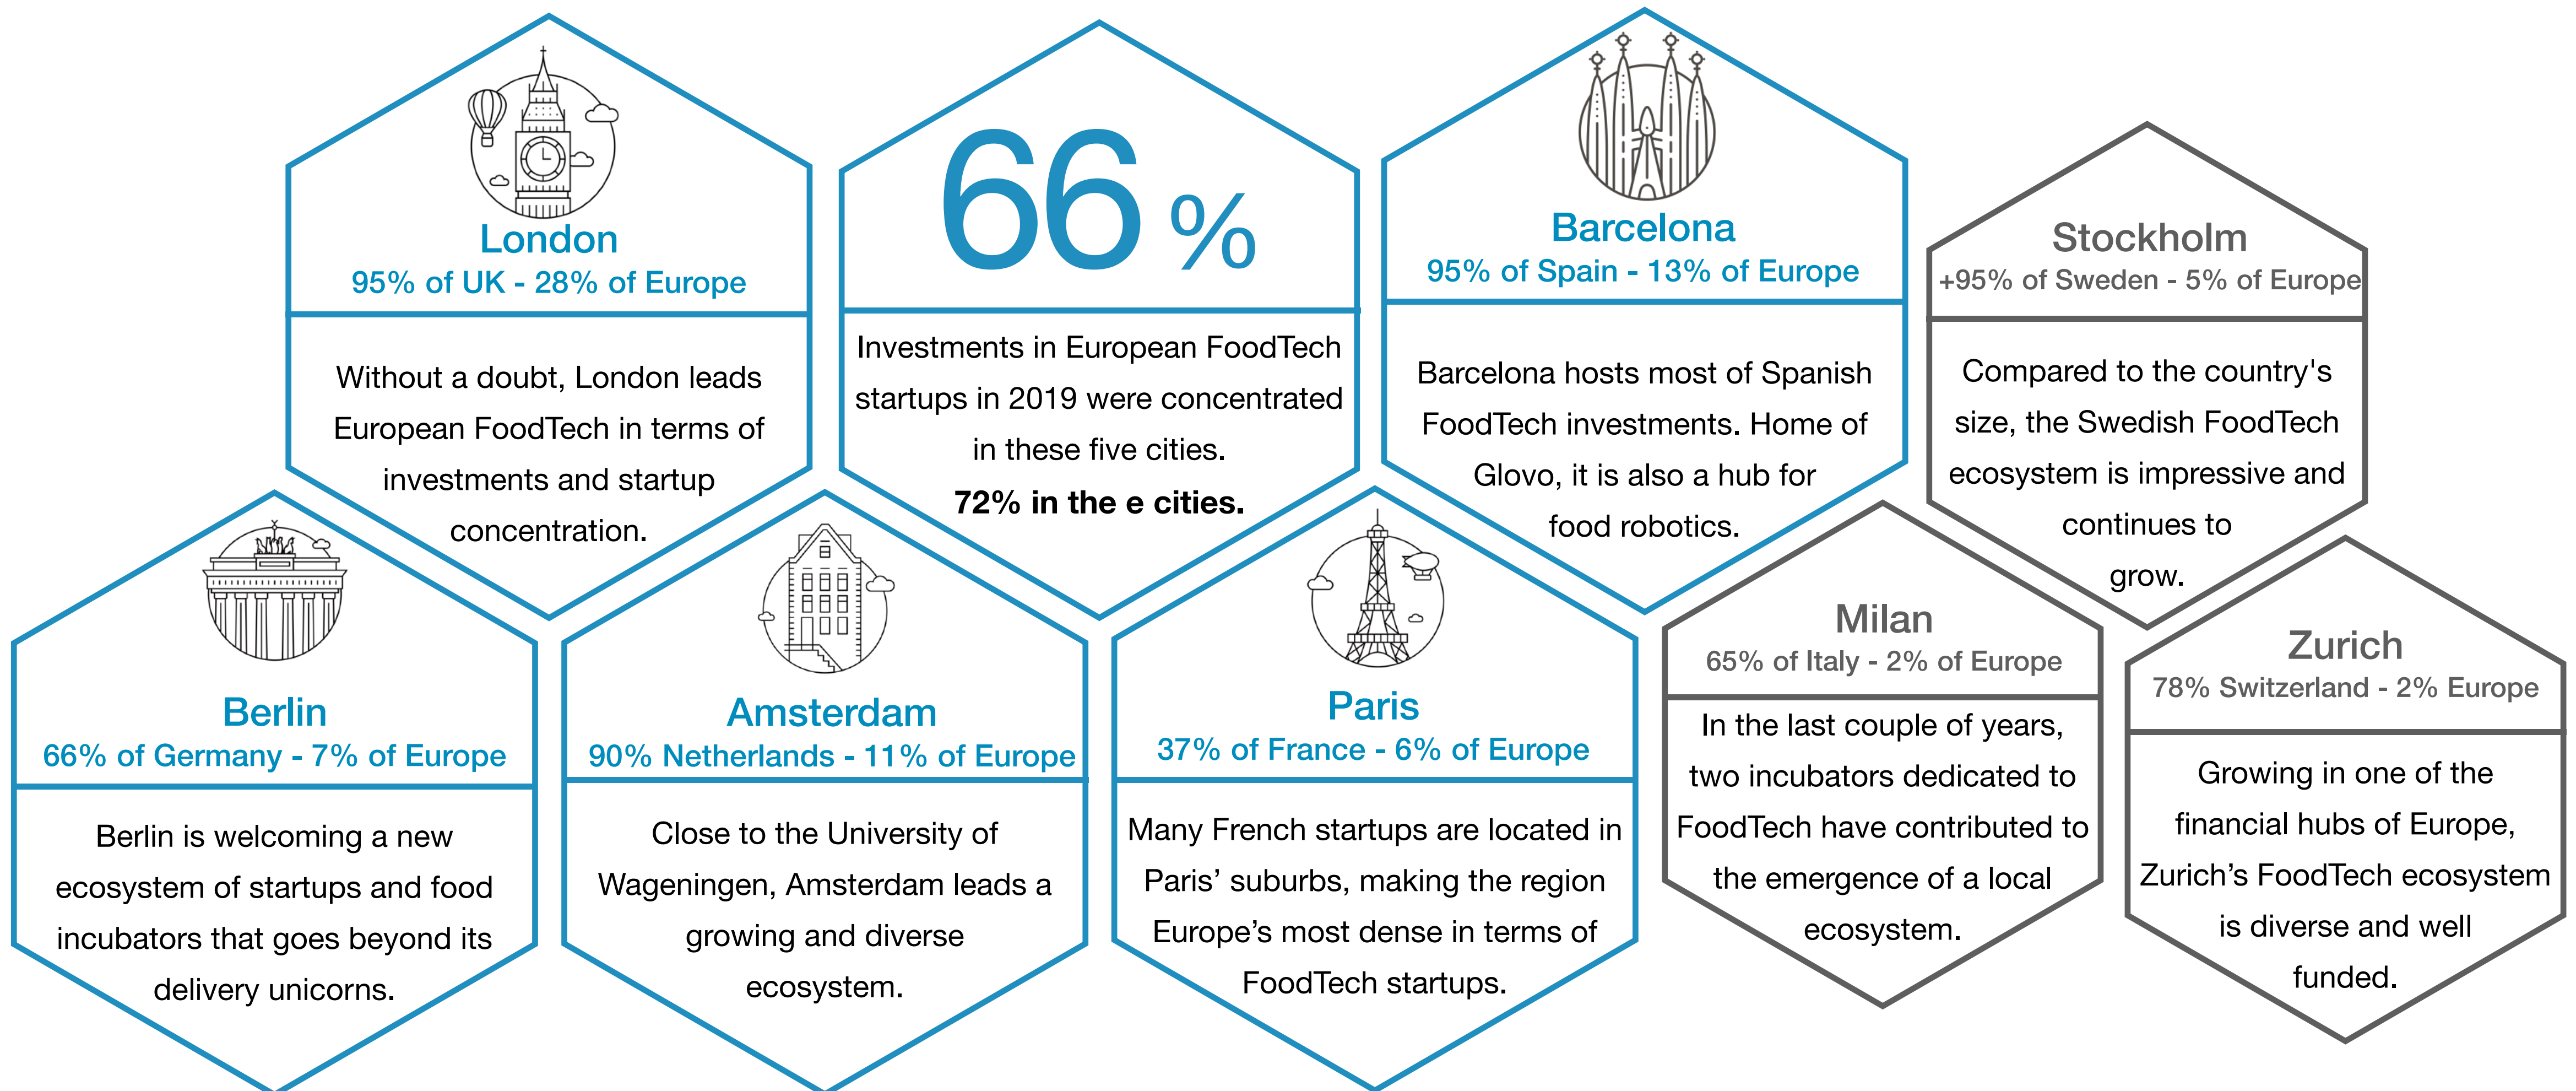 London
95% of UK - 28% of Europe
Without a doubt, London leads
European FoodTech in terms of
investments and startup
concentration.
66 %
Investments in European FoodTech
startups in 2019 were concentrated
in these five cities.
72% in the e cities.
Barcelona
95% of Spain - 13% of Europe
Barcelona hosts most of Spanish
FoodTech investments. Home of
Glovo, it is also a hub for
food robotics.
Stockholm
+95% of Sweden - 5% of Europe
Compared to the country's
size, the Swedish FoodTech
ecosystem is impressive and
continues to
grow.
Berlin
66% of Germany - 7% of Europe
Berlin is welcoming a new
ecosystem of startups and food
incubators that goes beyond its
delivery unicorns.
Amsterdam
90% Netherlands - 11% of Europe
Close to the University of
Wageningen, Amsterdam leads a
growing and diverse
ecosystem.
Paris
37% of France - 6% of Europe
Many French startups are located in
Paris’ suburbs, making the region
Europe’s most dense in terms of
FoodTech startups.
Milan
65% of Italy - 2% of Europe
In the last couple of years,
two incubators dedicated to
FoodTech have contributed to
the emergence of a local
ecosystem.
Zurich
78% Switzerland - 2% Europe
Growing in one of the
financial hubs of Europe,
Zurich’s FoodTech ecosystem
is diverse and well
funded.